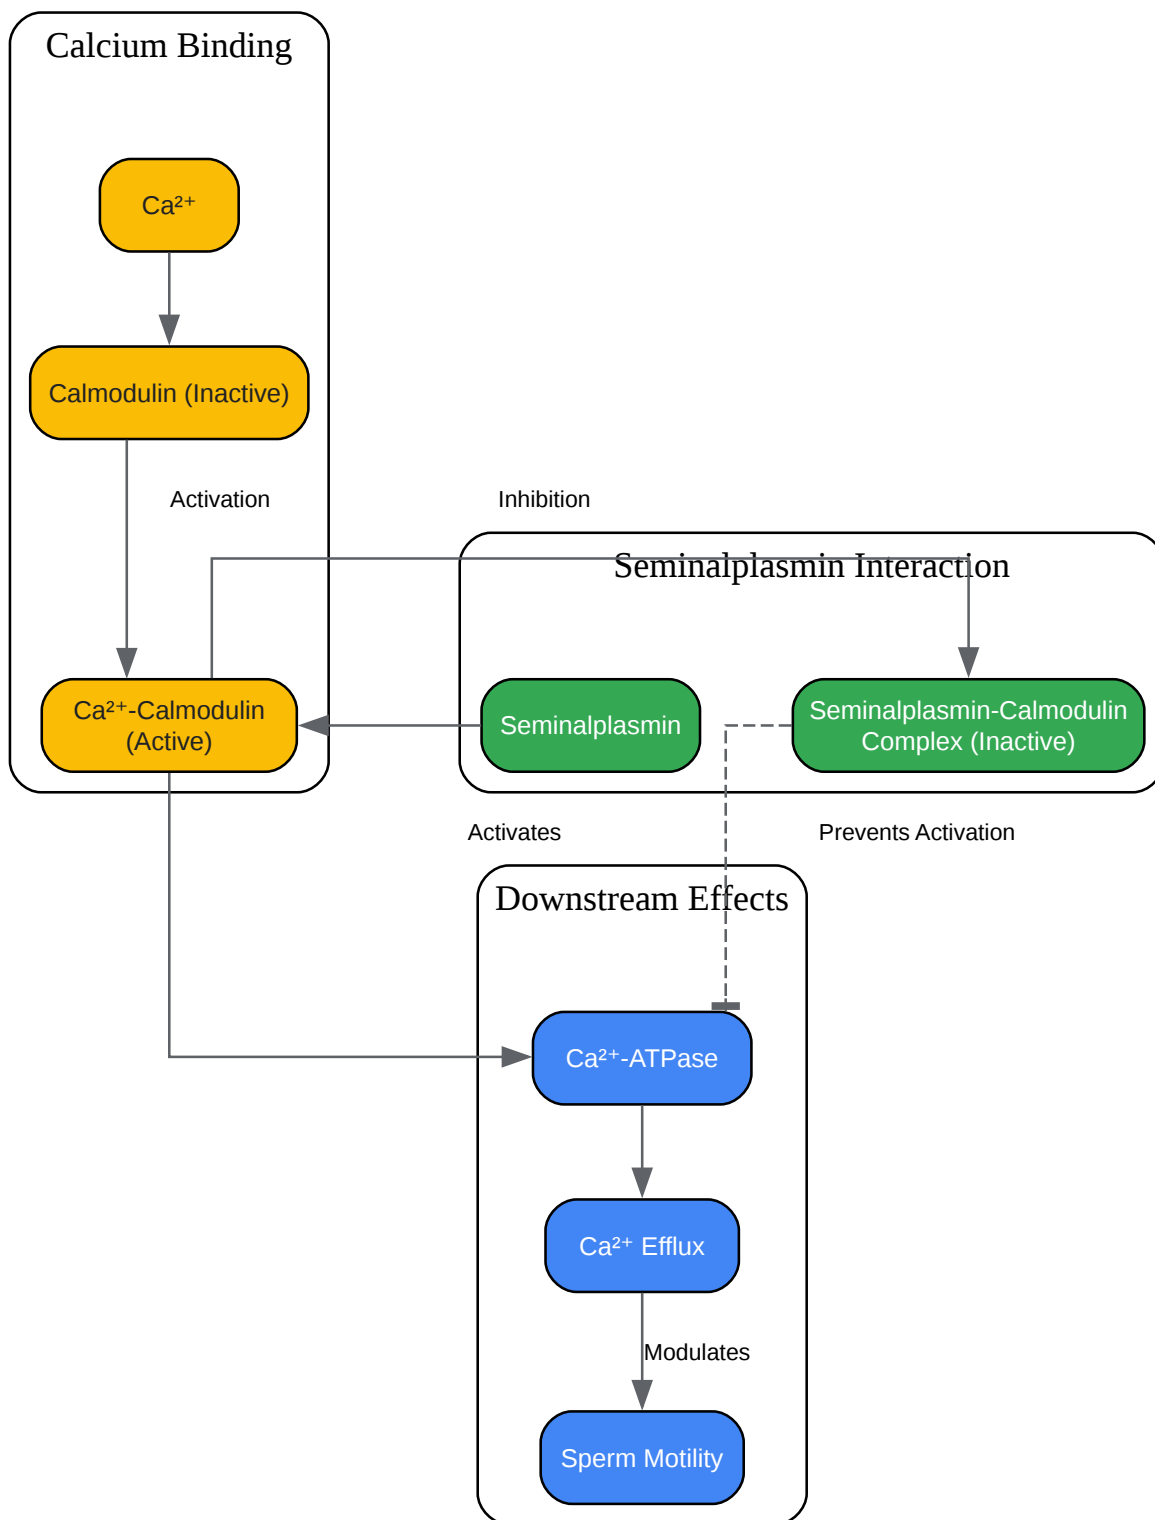 Calcium Binding
Ca²⁺
Calmodulin (Inactive)
Activation
Inhibition
Seminalplasmin Interaction
Ca²⁺-Calmodulin
(Active)
Seminalplasmin
Seminalplasmin-Calmodulin
Complex (Inactive)
Activates
Prevents Activation
Downstream Effects
Ca²⁺-ATPase
Ca²⁺ Efflux
Modulates
Sperm Motility